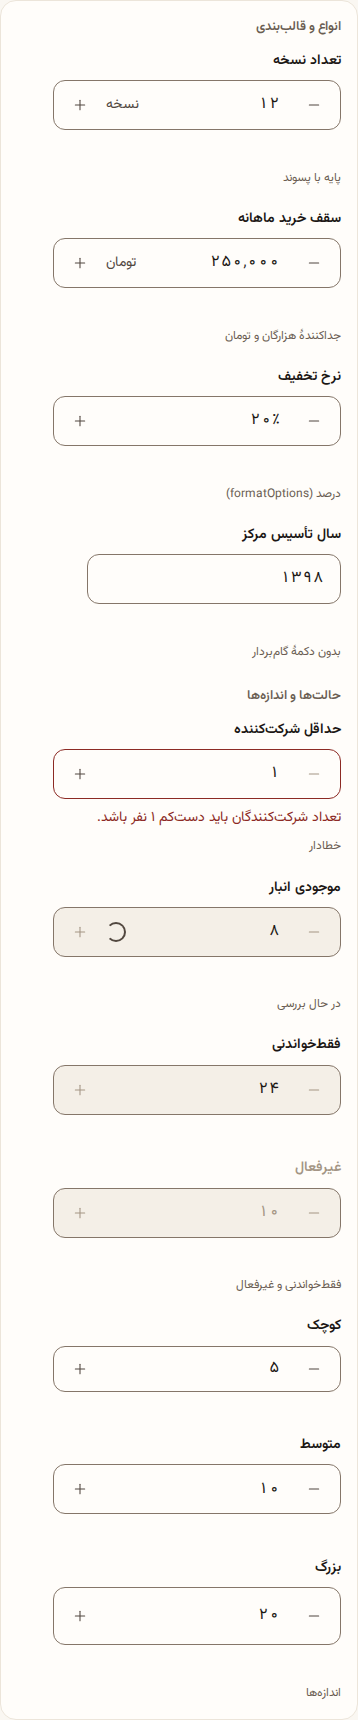 انواع و قالب‌بندی
تعداد نسخه
− ۱۲ نسخه +
پایه با پسوند
سقف خرید ماهانه
− ۲۵۰,۰۰۰ تومان +
جداکنندهٔ هزارگان و تومان
نرخ تخفیف
− ۲۰٪ +
درصد (formatOptions)
سال تأسیس مرکز
۱۳۹۸
بدون دکمهٔ گام‌بردار
حالت‌ها و اندازه‌ها
حداقل شرکت‌کننده
− ۱ +
تعداد شرکت‌کنندگان باید دست‌کم ۱ نفر باشد.
خطادار
موجودی انبار
− ۸ +
در حال بررسی
فقط‌خواندنی
− ۲۴ +
غیرفعال
− ۱۰ +
فقط‌خواندنی و غیرفعال
کوچک
− ۵ +
متوسط
− ۱۰ +
بزرگ
− ۲۰ +
اندازه‌ها